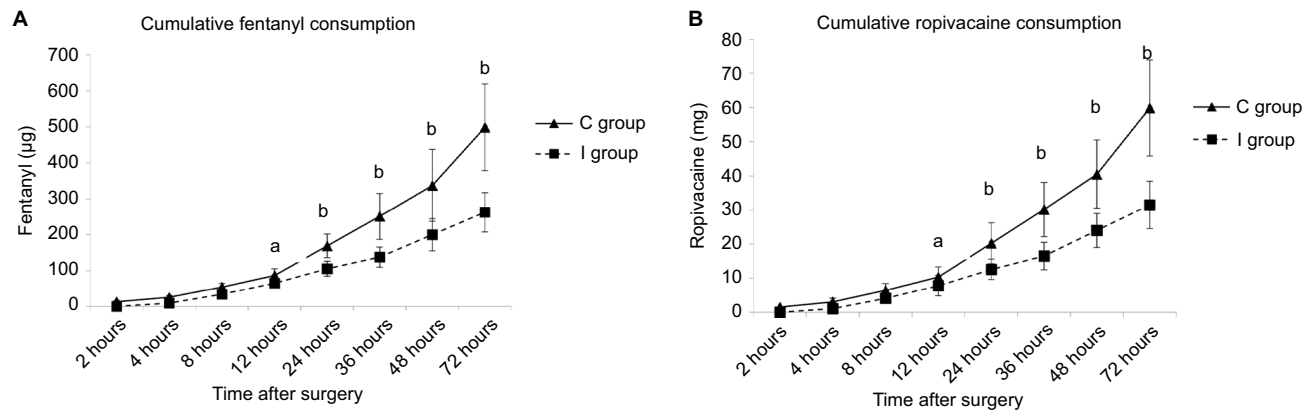 A
Cumulative fentanyl consumption
700
600
500
400
300
200
100
0
Fentanyl (µg)
a
b
b
b
b
2 hours
4 hours
8 hours
12 hours
24 hours
36 hours
48 hours
72 hours
Time after surgery
C group
I group
B
Cumulative ropivacaine consumption
80
70
60
50
40
30
20
10
0
Ropivacaine (mg)
a
b
b
b
b
2 hours
4 hours
8 hours
12 hours
24 hours
36 hours
48 hours
72 hours
Time after surgery
C group
I group